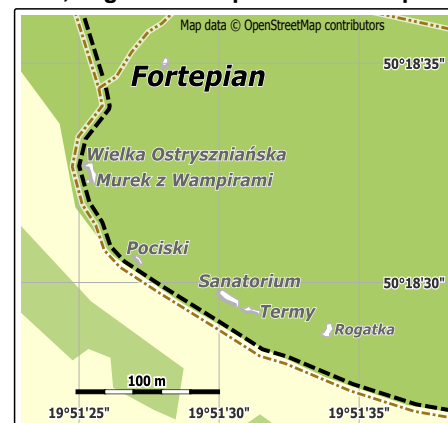 Map data © OpenStreetMap contributors
50°18'35"
Fortepian
Wielka Ostryszniańska
Murek z Wampirami
Pociski
Sanatorium
50°18'30"
Termy
Rogatka
100 m
19°51'25"
19°51'30"
19°51'35"